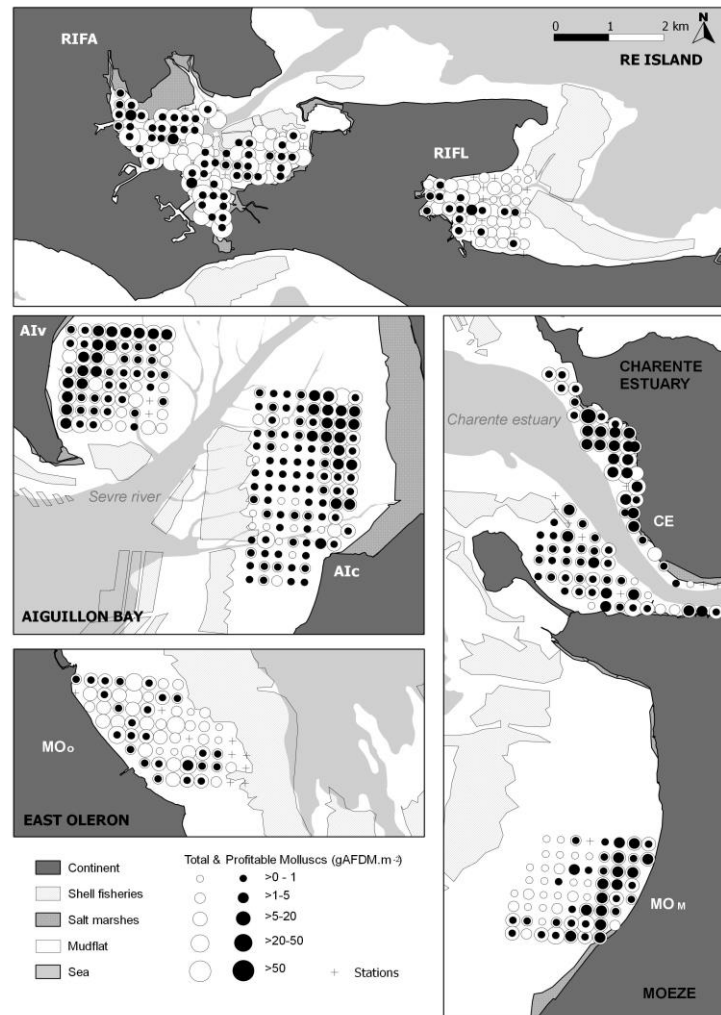 RIFA
0 1 2 km
N
RE ISLAND
RIFL
AIv
Sevre river
AIc
AIGUILLON BAY
CHARENTE
ESTUARY
Charente estuary
CE
MOo
EAST OLERON
MO M
MOEZE
Continent
Shell fisheries
Salt marshes
Mudflat
Sea
Total & Profitable Molluscs (gAFDM.m-2)
>0 - 1
>1-5
>5-20
>20-50
>50
+ Stations